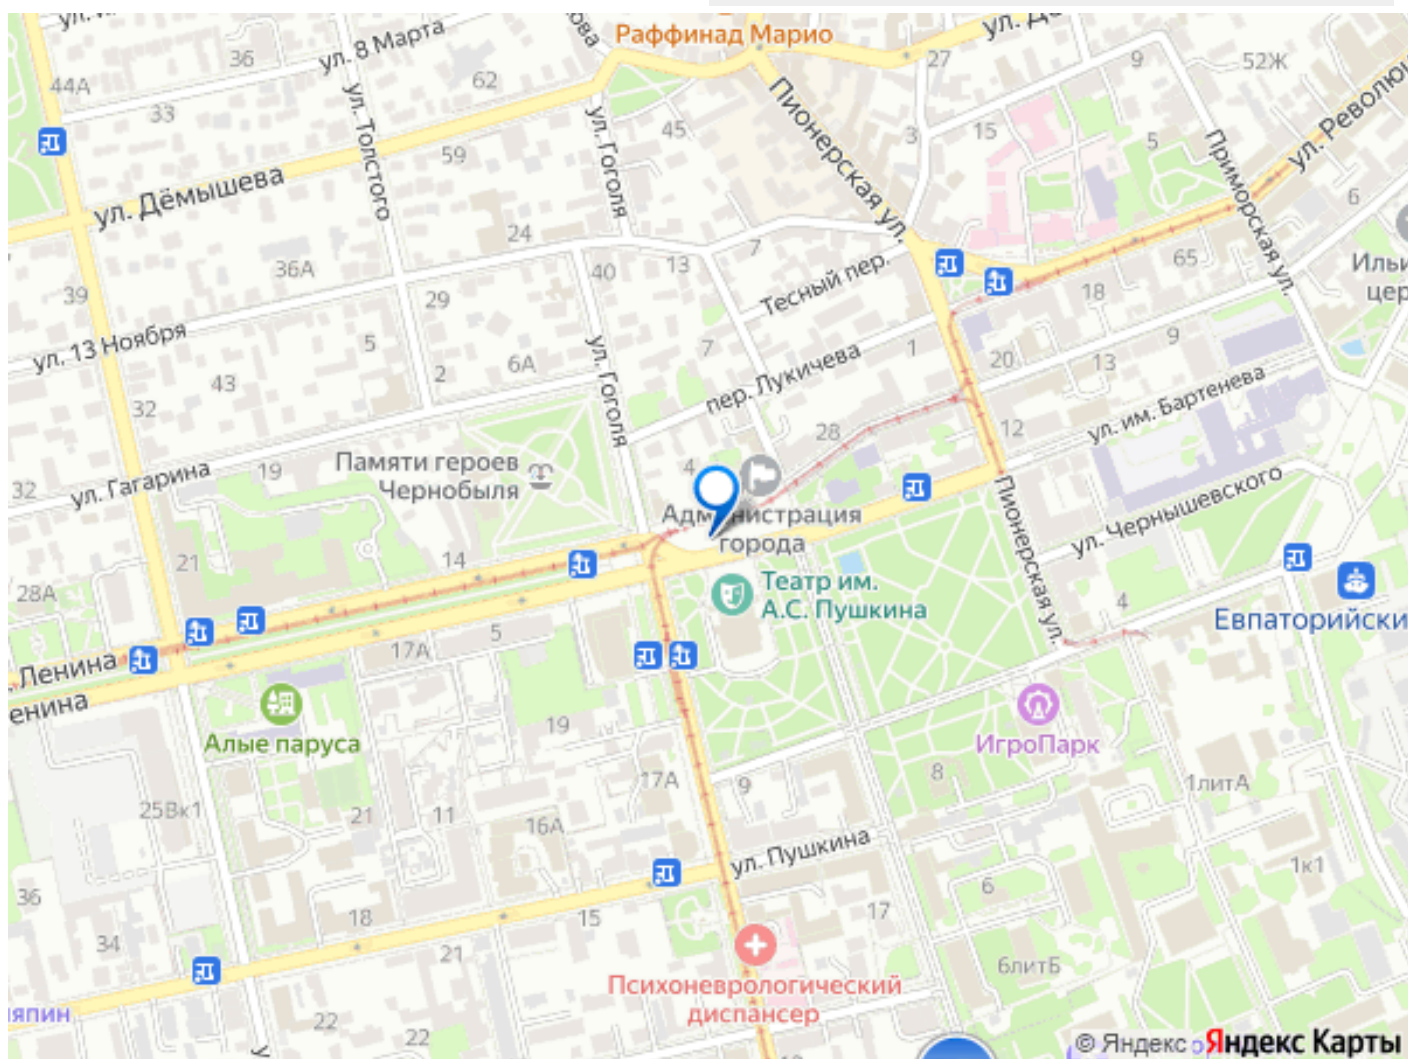 Раффинад Марио
36
ул. 8 Марта
27
9
52Ж
44А
62
33
ул. Толстого
ул. Гоголя
45
Пионерская ул.
3
15
5
Приморская ул.
59
6
ул. Дёмышева
24
7
13
36А
40
Тесный пер.
65
18
39
29
ул. 13 Ноября
5
6А
ул. Гоголя
7
1
20
9
13
43
2
пер. Лукичева
32
ул. им. Бартенева
28
12
Памяти героев
Чернобыля
4
19
32
ул. Гагарина
Администрация
города
Пионерская ул.
ул. Чернышевского
21
14
28А
Театр им.
А.С. Пушкина
4
Евпаторийски
5
17А
Ленина
енина
Алые паруса
19
ИгроПарк
17А
9
8
1литА
25Вк1
21
11
16А
ул. Пушкина
1к1
36
18
15
6
17
34
21
6литБ
Психоневрологический
диспансер
япин
22
22
© Яндекс
Яндекс Карты